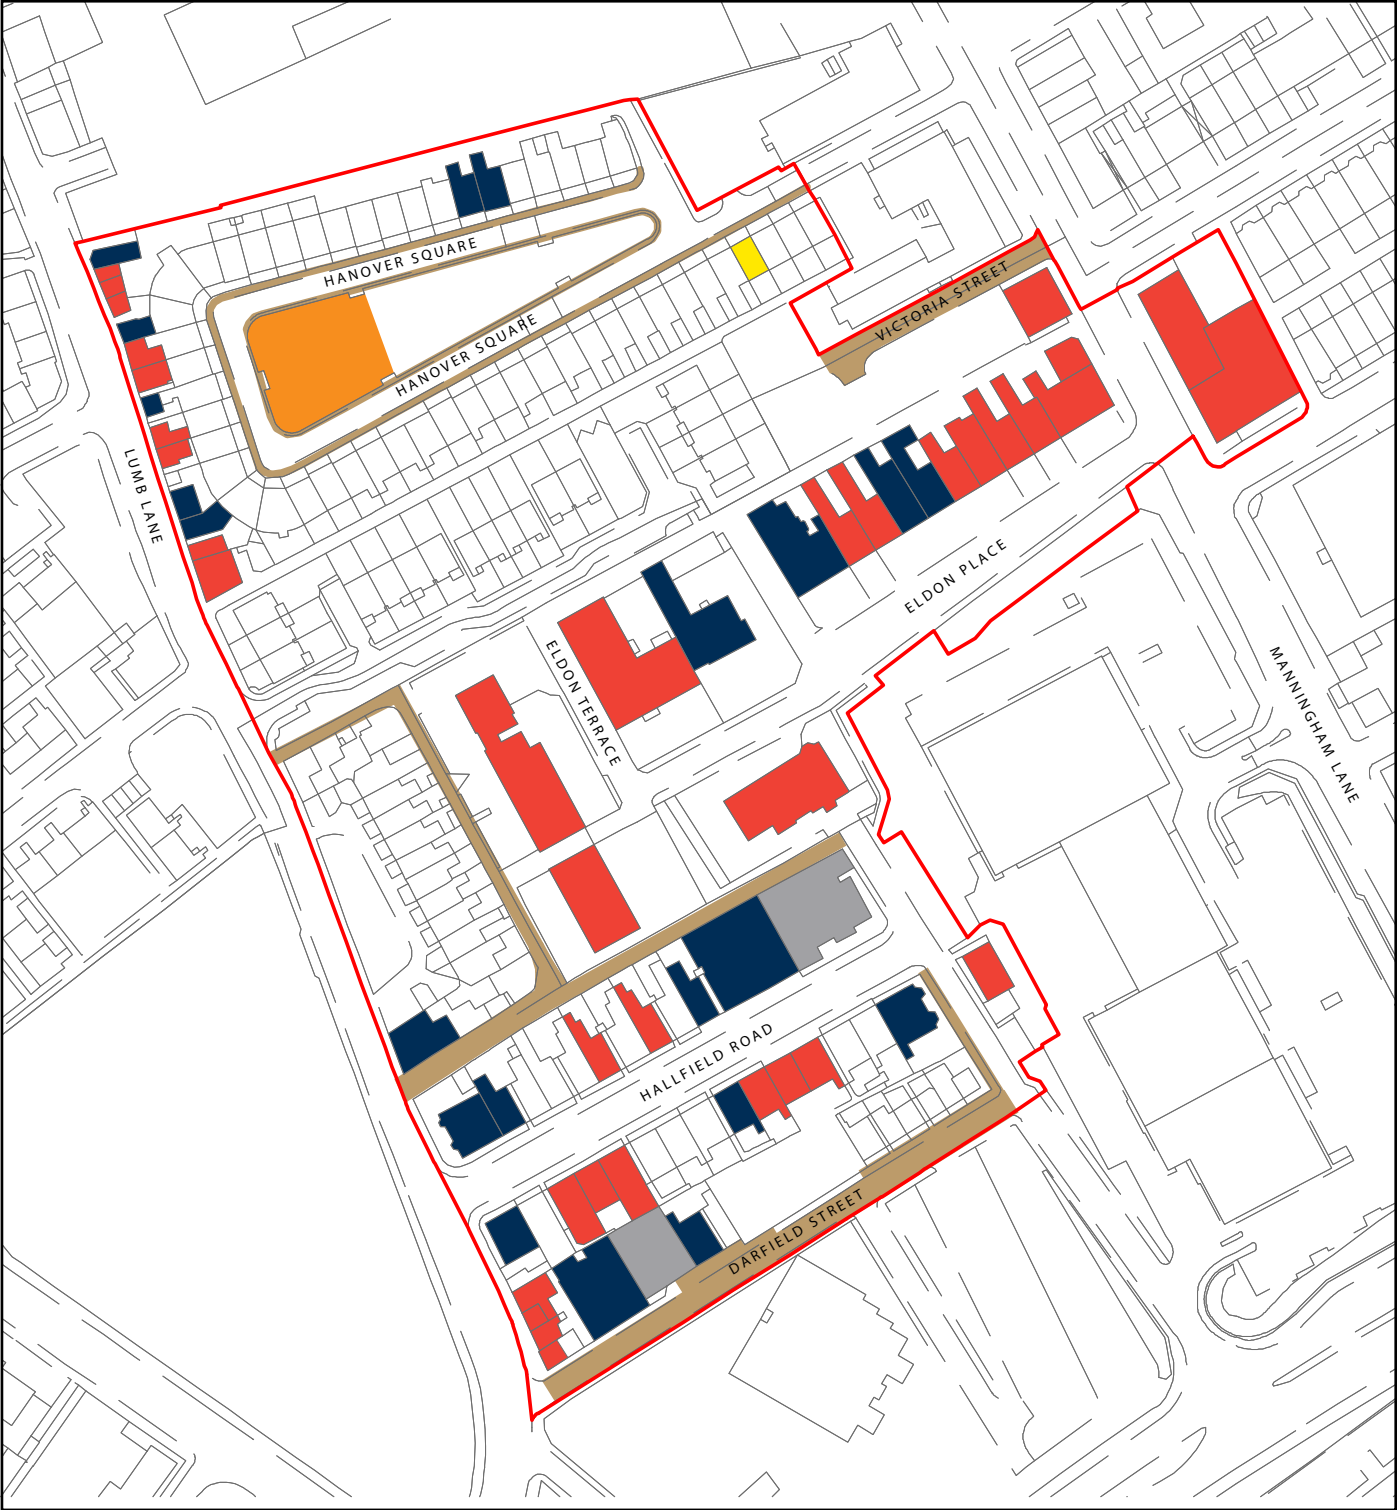 HANOVER SQUARE
VICTORIA STREET
HANOVER SQUARE
LUMB LANE
ELDON PLACE
ELDON TERRACE
MANNINGHAM LANE
HALLFIELD ROAD
DARFIELD STREET